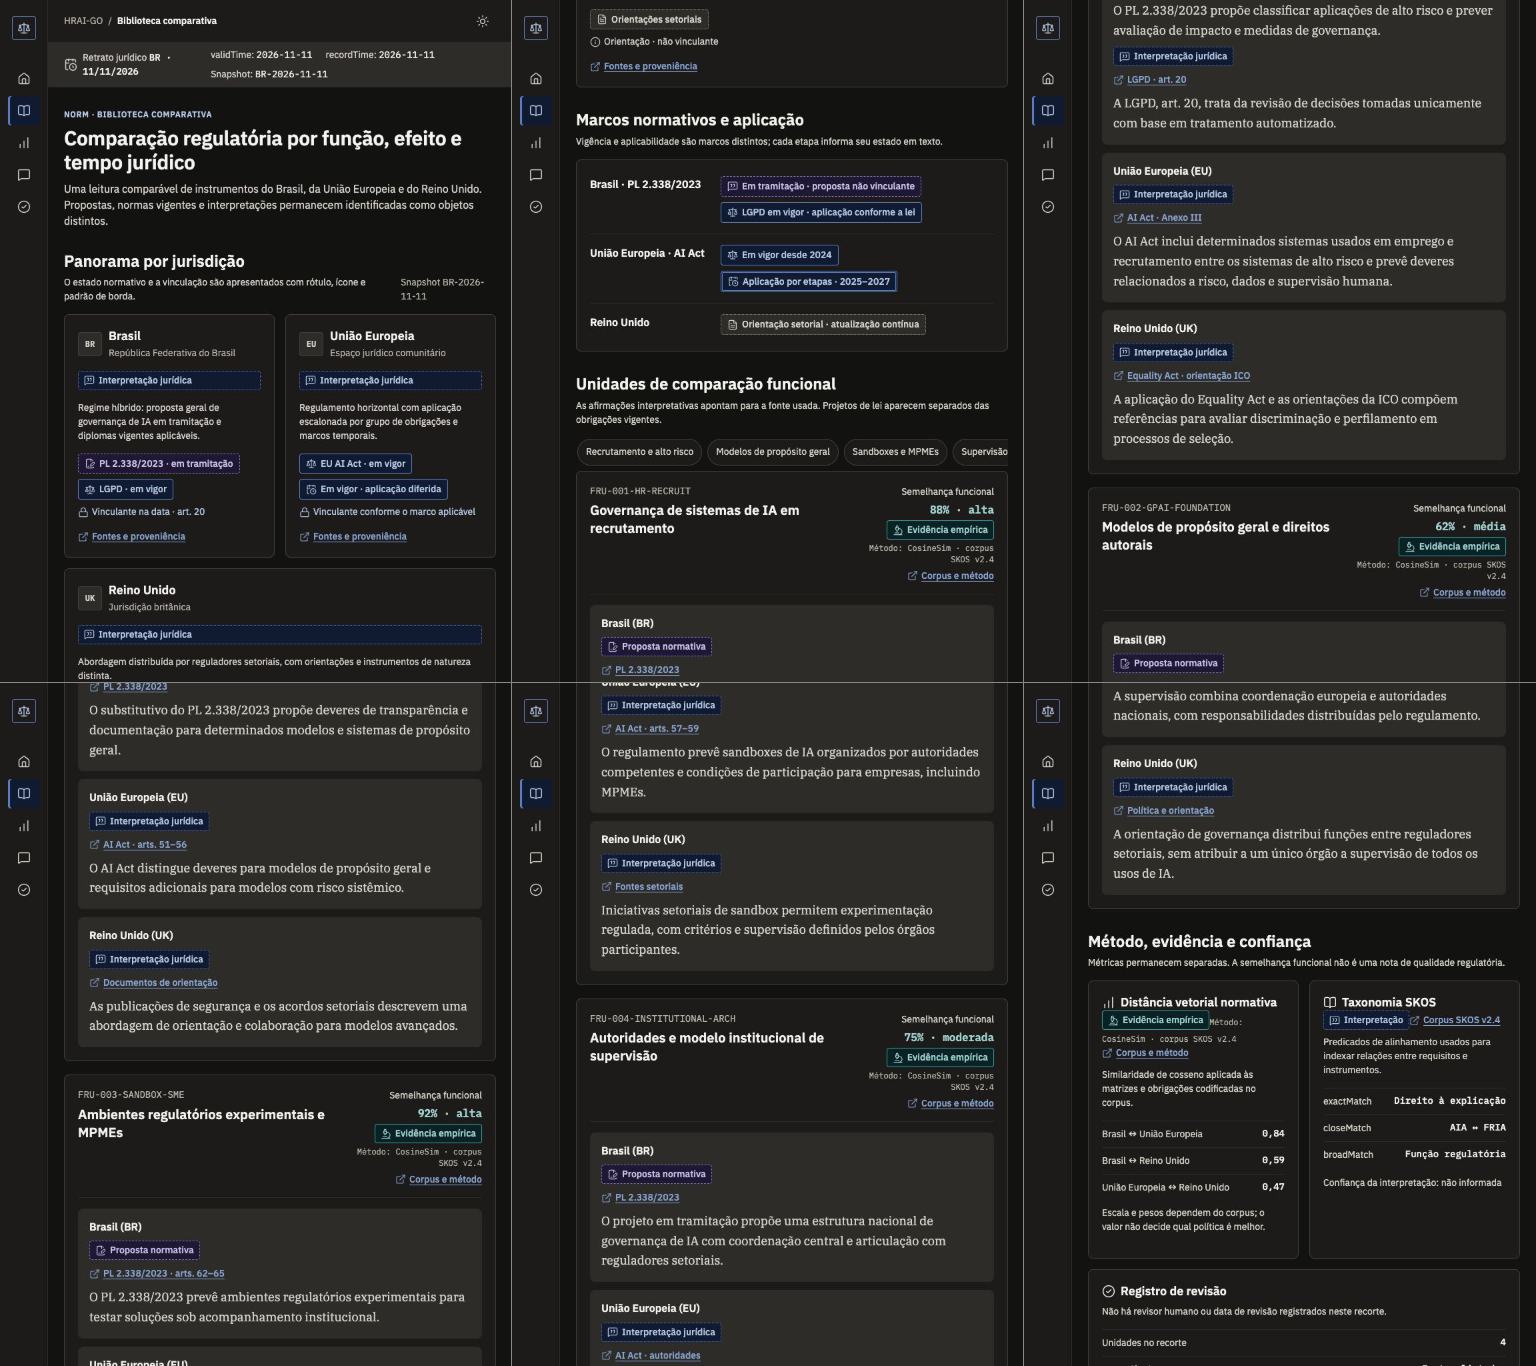 HRAI-GO / Biblioteca comparativa
Retrato jurídico BR ·
11/11/2026
validTime: 2026-11-11 recordTime: 2026-11-11
Snapshot: BR-2026-11-11
NORM · BIBLIOTECA COMPARATIVA
Comparação regulatória por função, efeito e
tempo jurídico
Uma leitura comparável de instrumentos do Brasil, da União Europeia e do Reino Unido.
Propostas, normas vigentes e interpretações permanecem identificadas como objetos
distintos.
Panorama por jurisdição
O estado normativo e a vinculação são apresentados com rótulo, ícone e
padrão de borda.
Snapshot BR-2026-
11-11
BR
Brasil
República Federativa do Brasil
Interpretação jurídica
Regime híbrido: proposta geral de
governança de IA em tramitação e
diplomas vigentes aplicáveis.
PL 2.338/2023 · em tramitação
LGPD · em vigor
Vinculante na data · art. 20
Fontes e proveniência
EU
União Europeia
Espaço jurídico comunitário
Interpretação jurídica
Regulamento horizontal com aplicação
escalonada por grupo de obrigações e
marcos temporais.
EU AI Act · em vigor
Em vigor · aplicação diferida
Vinculante conforme o marco aplicável
Fontes e proveniência
UK
Reino Unido
Jurisdição britânica
Interpretação jurídica
Abordagem distribuída por reguladores setoriais, com orientações e instrumentos de natureza
distinta.
Orientações setoriais
Orientação · não vinculante
Fontes e proveniência
Marcos normativos e aplicação
Vigência e aplicabilidade são marcos distintos; cada etapa informa seu estado em texto.
Brasil · PL 2.338/2023
Em tramitação · proposta não vinculante
LGPD em vigor · aplicação conforme a lei
União Europeia · AI Act
Em vigor desde 2024
Aplicação por etapas · 2025–2027
Reino Unido
Orientação setorial · atualização contínua
Unidades de comparação funcional
As afirmações interpretativas apontam para a fonte usada. Projetos de lei aparecem separados das
obrigações vigentes.
Recrutamento e alto risco
Modelos de propósito geral
Sandboxes e MPMEs
Supervisão
FRU-001-HR-RECRUIT
Governança de sistemas de IA em
recrutamento
Semelhança funcional
88% · alta
Evidência empírica
Método: CosineSim · corpus
SKOS v2.4
Corpus e método
Brasil (BR)
Proposta normativa
PL 2.338/2023
O PL 2.338/2023 propõe classificar aplicações de alto risco e prever
avaliação de impacto e medidas de governança.
Interpretação jurídica
LGPD · art. 20
A LGPD, art. 20, trata da revisão de decisões tomadas unicamente
com base em tratamento automatizado.
União Europeia (EU)
Interpretação jurídica
AI Act · Anexo III
O AI Act inclui determinados sistemas usados em emprego e
recrutamento entre os sistemas de alto risco e prevê deveres
relacionados a risco, dados e supervisão humana.
Reino Unido (UK)
Interpretação jurídica
Equality Act · orientação ICO
A aplicação do Equality Act e as orientações da ICO compõem
referências para avaliar discriminação e perfilamento em
processos de seleção.
FRU-002-GPAI-FOUNDATION
Modelos de propósito geral e direitos
autorais
Semelhança funcional
62% · média
Evidência empírica
Método: CosineSim · corpus SKOS
v2.4
Corpus e método
Brasil (BR)
Proposta normativa
PL 2.338/2023
O substitutivo do PL 2.338/2023 propõe deveres de transparência e
documentação para determinados modelos e sistemas de propósito
geral.
União Europeia (EU)
Interpretação jurídica
AI Act · arts. 51–56
O AI Act distingue deveres para modelos de propósito geral e
requisitos adicionais para modelos com risco sistêmico.
Reino Unido (UK)
Interpretação jurídica
Documentos de orientação
As publicações de segurança e os acordos setoriais descrevem uma
abordagem de orientação e colaboração para modelos avançados.
FRU-003-SANDBOX-SME
Ambientes regulatórios experimentais e
MPMEs
Semelhança funcional
92% · alta
Evidência empírica
Método: CosineSim · corpus
SKOS v2.4
Corpus e método
Brasil (BR)
Proposta normativa
PL 2.338/2023 · arts. 62–65
O PL 2.338/2023 prevê ambientes regulatórios experimentais para
testar soluções sob acompanhamento institucional.
União Europeia (EU)
União Europeia (EU)
Interpretação jurídica
AI Act · arts. 57–59
O regulamento prevê sandboxes de IA organizados por autoridades
competentes e condições de participação para empresas, incluindo
MPMEs.
Reino Unido (UK)
Interpretação jurídica
Fontes setoriais
Iniciativas setoriais de sandbox permitem experimentação
regulada, com critérios e supervisão definidos pelos órgãos
participantes.
FRU-004-INSTITUTIONAL-ARCH
Autoridades e modelo institucional de
supervisão
Semelhança funcional
75% · moderada
Evidência empírica
Método: CosineSim · corpus
SKOS v2.4
Corpus e método
Brasil (BR)
Proposta normativa
PL 2.338/2023
O projeto em tramitação propõe uma estrutura nacional de
governança de IA com coordenação central e articulação com
reguladores setoriais.
União Europeia (EU)
Interpretação jurídica
AI Act · autoridades
A supervisão combina coordenação europeia e autoridades
nacionais, com responsabilidades distribuídas pelo regulamento.
Reino Unido (UK)
Interpretação jurídica
Política e orientação
A orientação de governança distribui funções entre reguladores
setoriais, sem atribuir a um único órgão a supervisão de todos os
usos de IA.
Método, evidência e confiança
Métricas permanecem separadas. A semelhança funcional não é uma nota de qualidade regulatória.
Distância vetorial normativa
Evidência empírica Método:
CosineSim · corpus SKOS v2.4
Corpus e método
Similaridade de cosseno aplicada às
matrizes e obrigações codificadas no
corpus.
Brasil ↔ União Europeia 0,84
Brasil ↔ Reino Unido 0,59
União Europeia ↔ Reino Unido 0,47
Escala e pesos dependem do corpus; o
valor não decide qual política é melhor.
Taxonomia SKOS
Interpretação Corpus SKOS v2.4
Predicados de alinhamento usados para
indexar relações entre requisitos e
instrumentos.
exactMatch Direito à explicação
closeMatch AIA ↔ FRIA
broadMatch Função regulatória
Confiança da interpretação: não informada
Registro de revisão
Não há revisor humano ou data de revisão registrados neste recorte.
Unidades no recorte 4